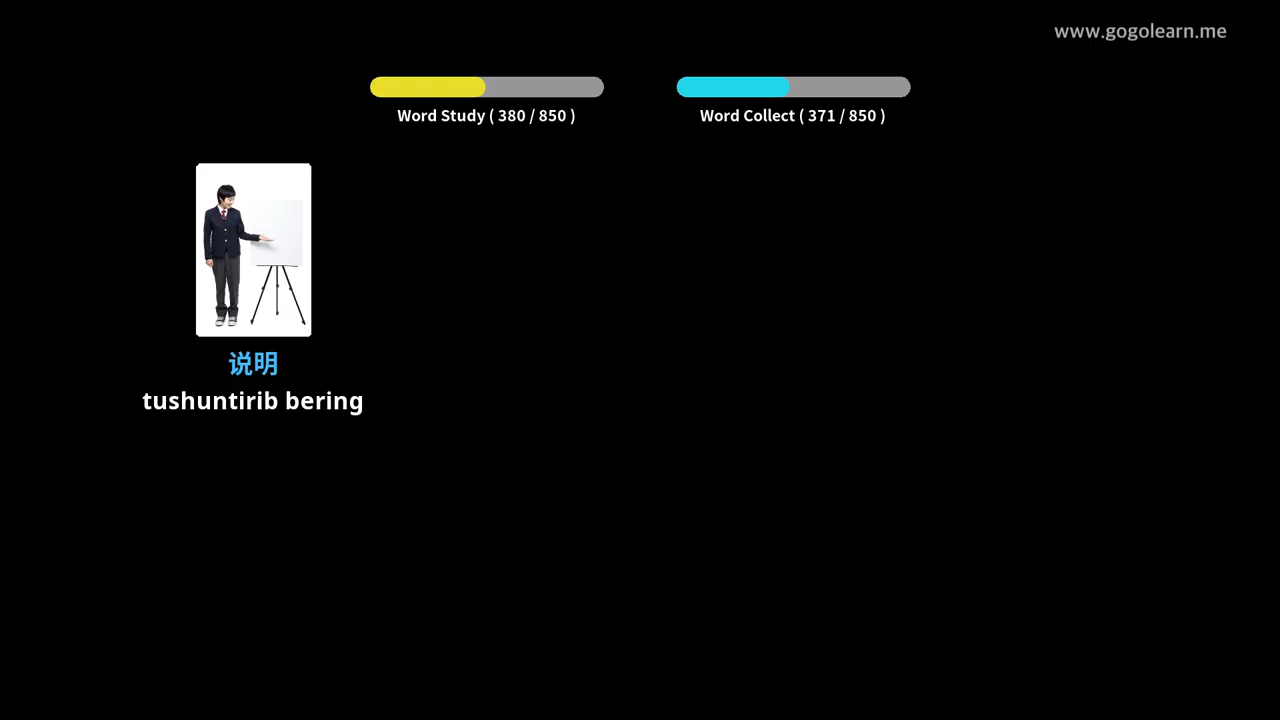 www.gogolearn.me
Word Study ( 380 / 850 )
Word Collect ( 371 / 850 )
说明
tushuntirib bering